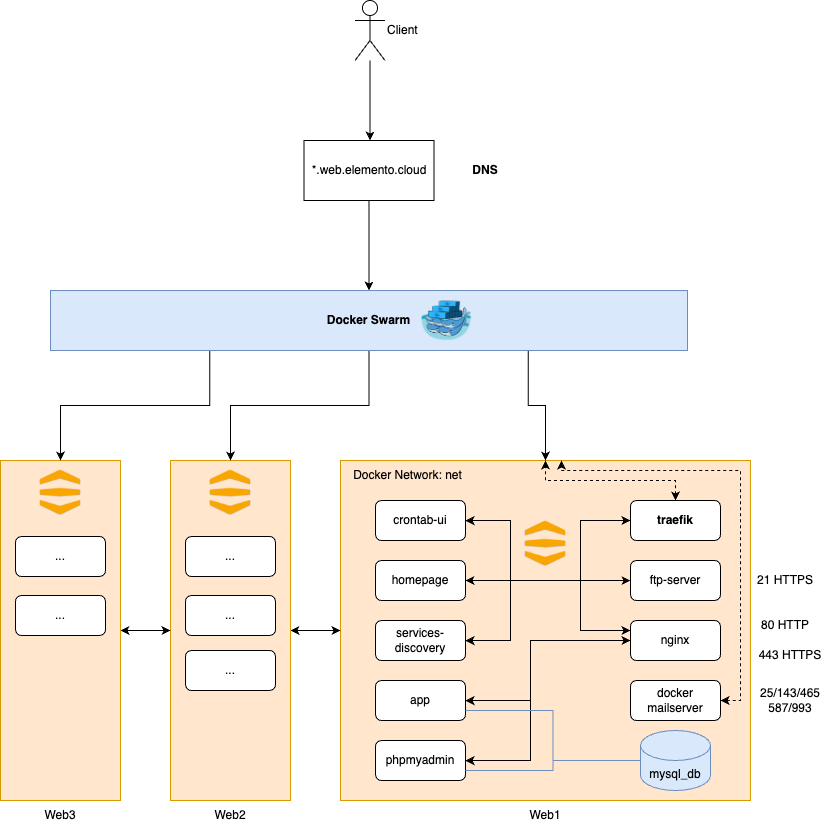 Client
*.web.elemento.cloud
DNS
Docker Swarm
Docker Network: net
crontab-ui
traefik
homepage
ftp-server
21 HTTPS
services-
discovery
nginx
80 HTTP
443 HTTPS
app
docker
mailserver
25/143/465
587/993
phpmyadmin
mysql_db
...
...
...
...
...
Web3
Web2
Web1